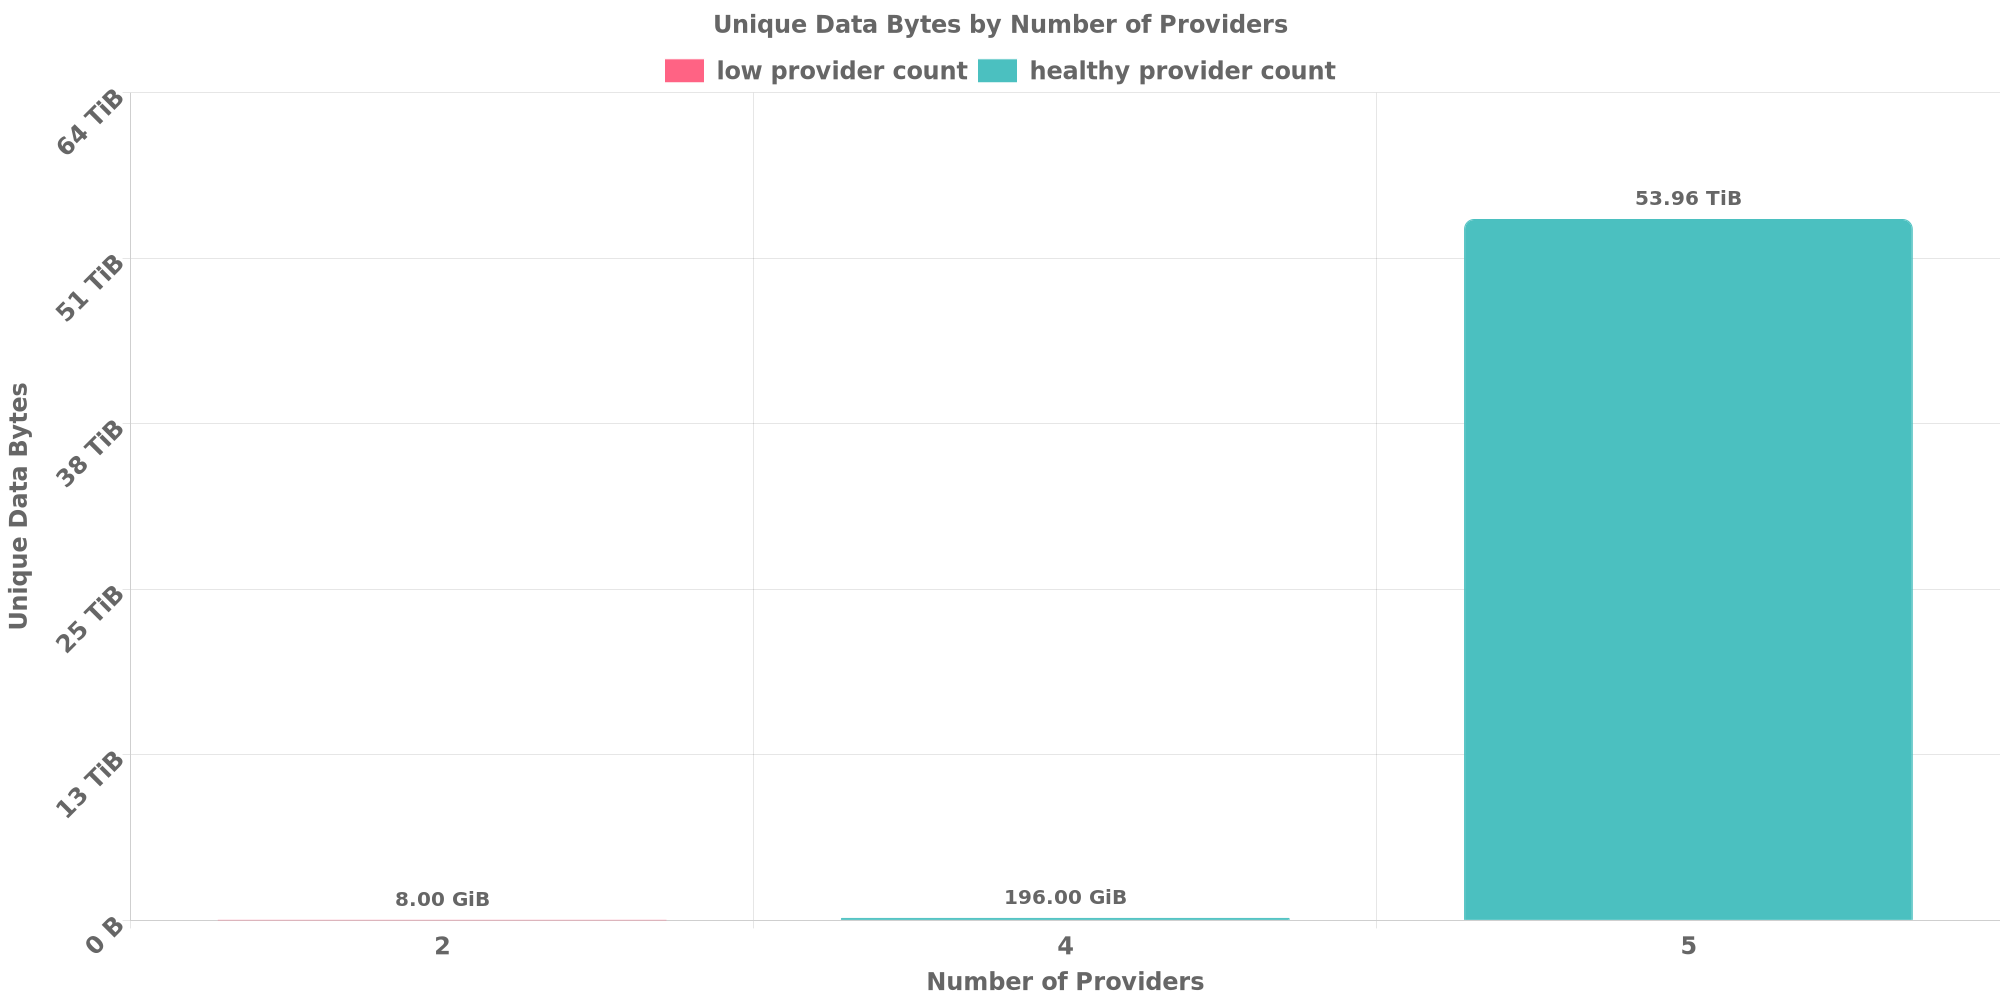 Unique Data Bytes by Number of Providers
low provider count healthy provider count
64 TiB
51 TiB
38 TiB
25 TiB
13 TiB
0 B
Unique Data Bytes
8.00 GiB
196.00 GiB
53.96 TiB
2 4 5
Number of Providers